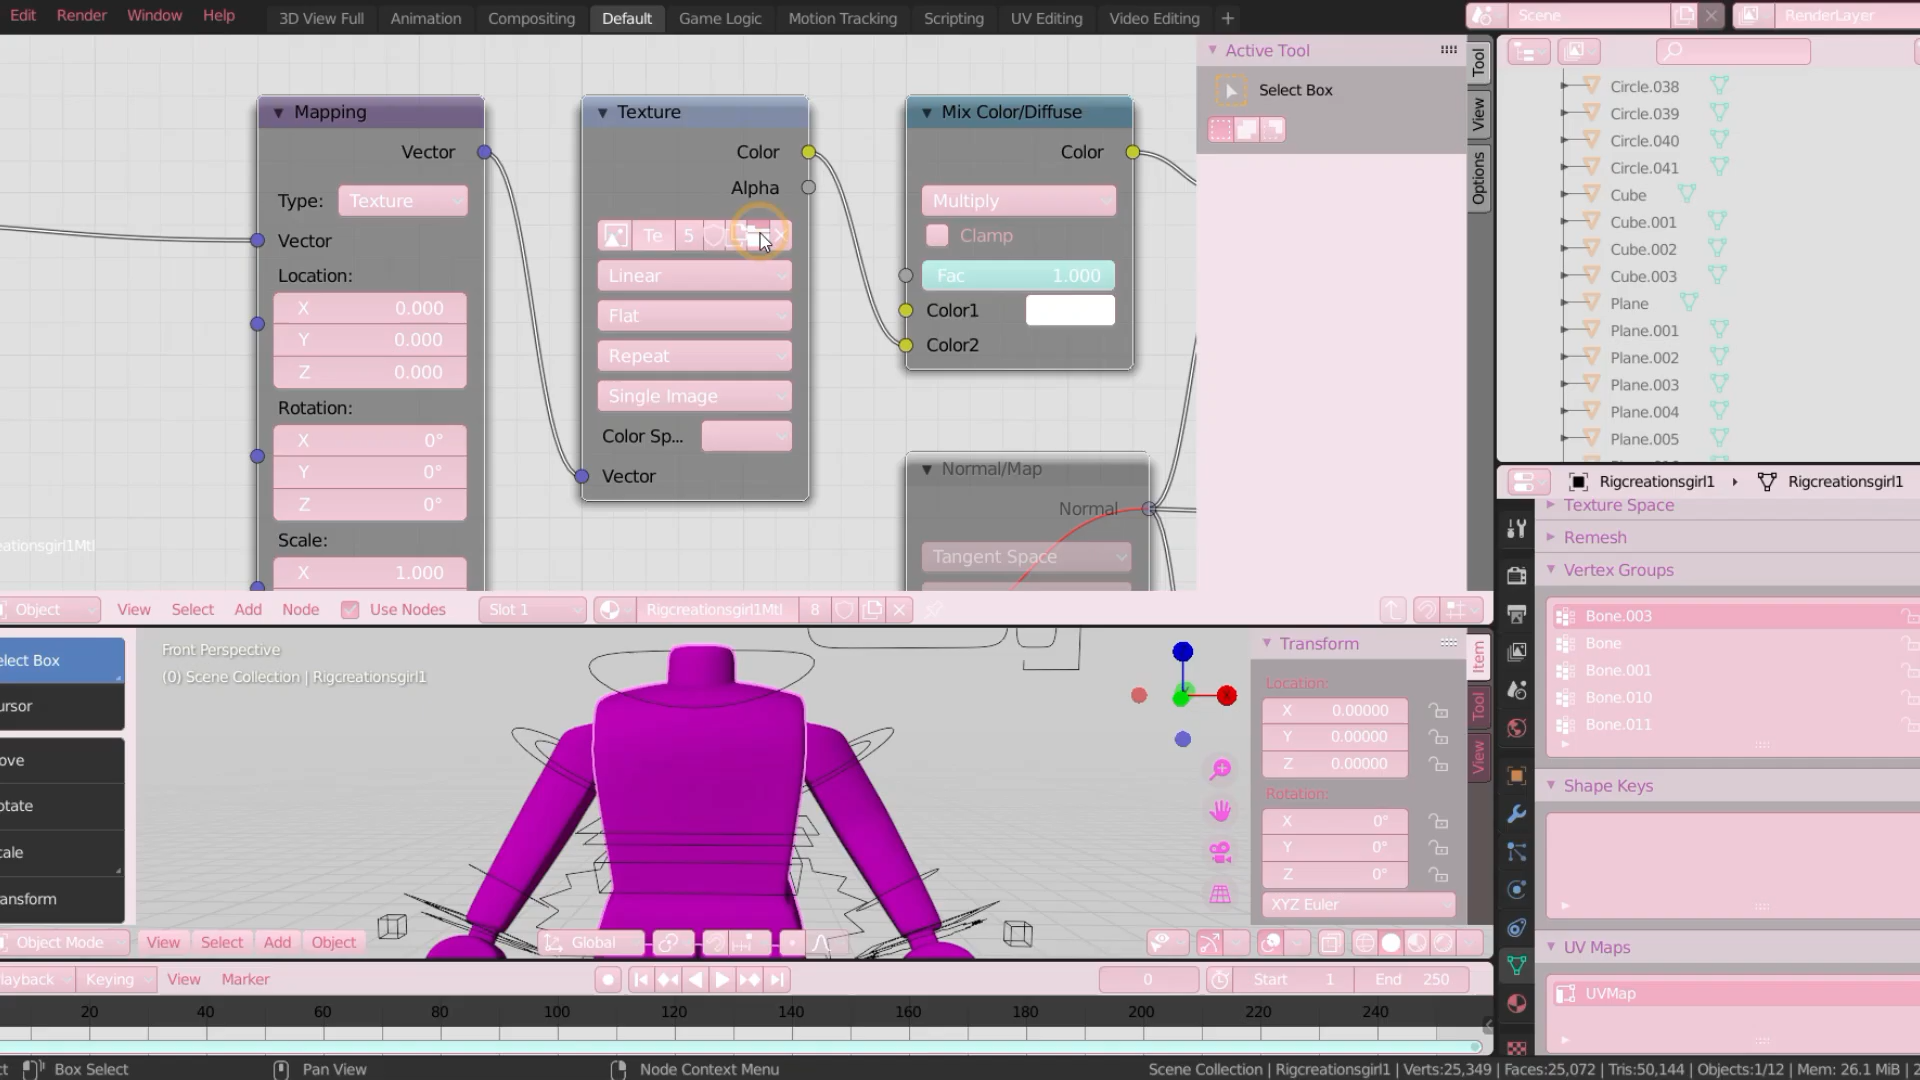 Edit Render Window Help 3D View Full Animation Compositing Default Game Logic Motion Tracking Scripting UV Editing Video Editing + Scene RenderLayer
Mapping
Vector
Type: Texture
Vector
Location:
X 0.000
Y 0.000
Z 0.000
Rotation:
X 0°
Y 0°
Z 0°
Scale:
X 1.000
Texture
Color
Alpha
Te 5
Linear
Flat
Repeat
Single Image
Color Sp...
Vector
Mix Color/Diffuse
Color
Multiply
Clamp
Fac 1.000
Color1
Color2
Normal/Map
Normal
Tangent Space
Active Tool
Select Box
Tool
View
Options
Circle.038
Circle.039
Circle.040
Circle.041
Cube
Cube.001
Cube.002
Cube.003
Plane
Plane.001
Plane.002
Plane.003
Plane.004
Plane.005
eationsgirl1Mtl
Object View Select Add Node Use Nodes Slot 1 Rigcreationsgirl1Mtl 8
Rigcreationsgirl1 Rigcreationsgirl1
Texture Space
Remesh
Vertex Groups
Bone.003
Bone
Bone.001
Bone.010
Bone.011
Shape Keys
UV Maps
UVMap
elect Box
ursor
ove
otate
cale
ansform
Front Perspective
(0) Scene Collection | Rigcreationsgirl1
X
Transform
Location:
X 0.00000
Y 0.00000
Z 0.00000
Rotation:
X 0°
Y 0°
Z 0°
XYZ Euler
Item
Tool
View
Object Mode View Select Add Object Global
layback Keying View Marker 0 Start 1 End 250
20 40 60 80 100 120 140 160 180 200 220 240
ct Box Select Pan View Node Context Menu Scene Collection | Rigcreationsgirl1 | Verts:25,349 | Faces:25,072 | Tris:50,144 | Objects:1/12 | Mem: 26.1 MiB | 2